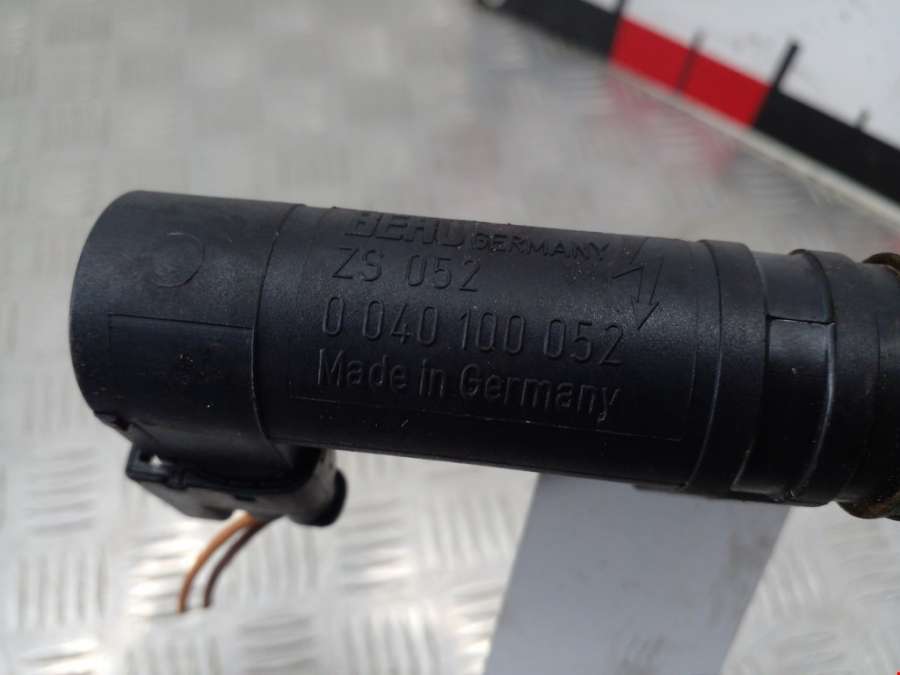 BERU GERMANY
ZS 052
0 040 100 052
Made in Germany